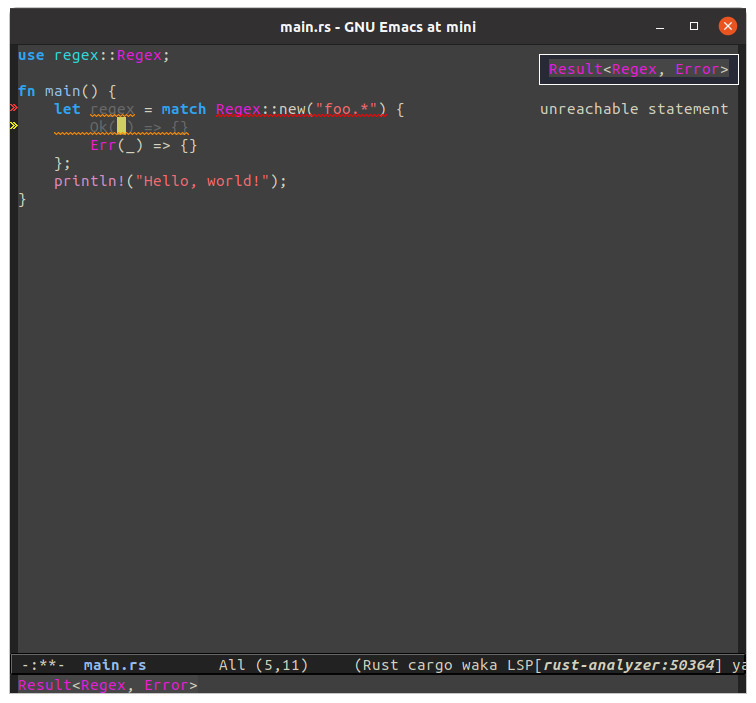 main.rs - GNU Emacs at mini
use regex::Regex;
Result<Regex, Error>
fn main() {
let regex = match Regex::new("foo.*") {
unreachable statement
Ok( ) => {}
Err(_) => {}
};
println!("Hello, world!");
}
-:**- main.rs All (5,11) (Rust cargo waka LSP[rust-analyzer:50364] ya
Result<Regex, Error>